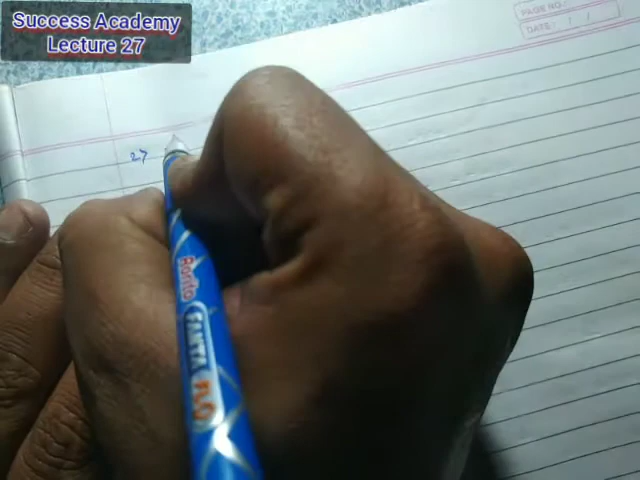 Success Academy
Lecture 27
PAGE NO.:
DATE: / /
27
Rorito